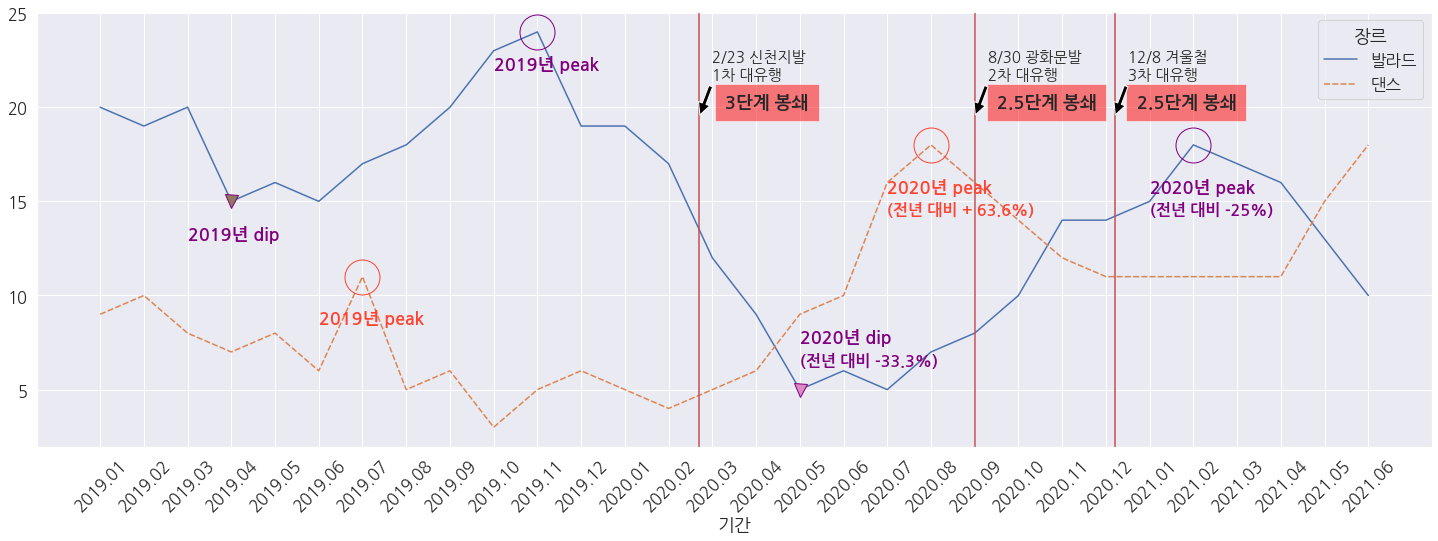 25
20
15
10
5
2019년 peak
2019년 dip
2019년 peak
2/23 신천지발
1차 대유행
3단계 봉쇄
8/30 광화문발
2차 대유행
2.5단계 봉쇄
12/8 겨울철
3차 대유행
2.5단계 봉쇄
장르
발라드
댄스
2020년 peak
(전년 대비 + 63.6%)
2020년 peak
(전년 대비 -25%)
2020년 dip
(전년 대비 -33.3%)
2019.01
2019.02
2019.03
2019.04
2019.05
2019.06
2019.07
2019.08
2019.09
2019.10
2019.11
2019.12
2020.01
2020.02
2020.03
2020.04
2020.05
2020.06
2020.07
2020.08
2020.09
2020.10
2020.11
2020.12
2021.01
2021.02
2021.03
2021.04
2021.05
2021.06
기간